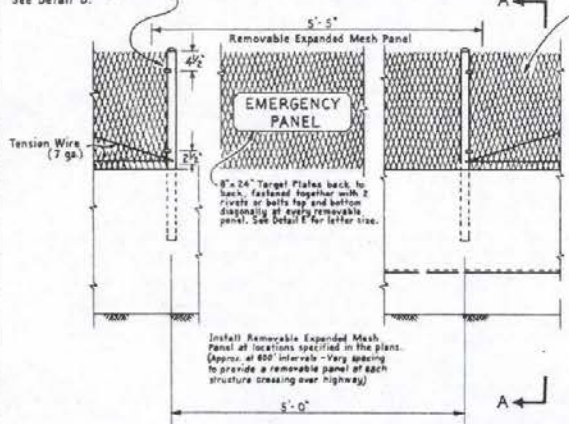 See Detail D.
A
5'-5"
Removable Expanded Mesh Panel
4½"
EMERGENCY
PANEL
Tension Wire
(7 ga.)
2½"
8"x 24" Target Plates back to
back, fastened together with 2
rivets or bolts top and bottom
diagonally at every removable
panel. See Detail E for letter size.
Install Removable Expanded Mesh
Panel at locations specified in the plans.
(Approx. at 600' intervals - Vary spacing
to provide a removable panel at each
structure crossing over highway)
A
5'-0"